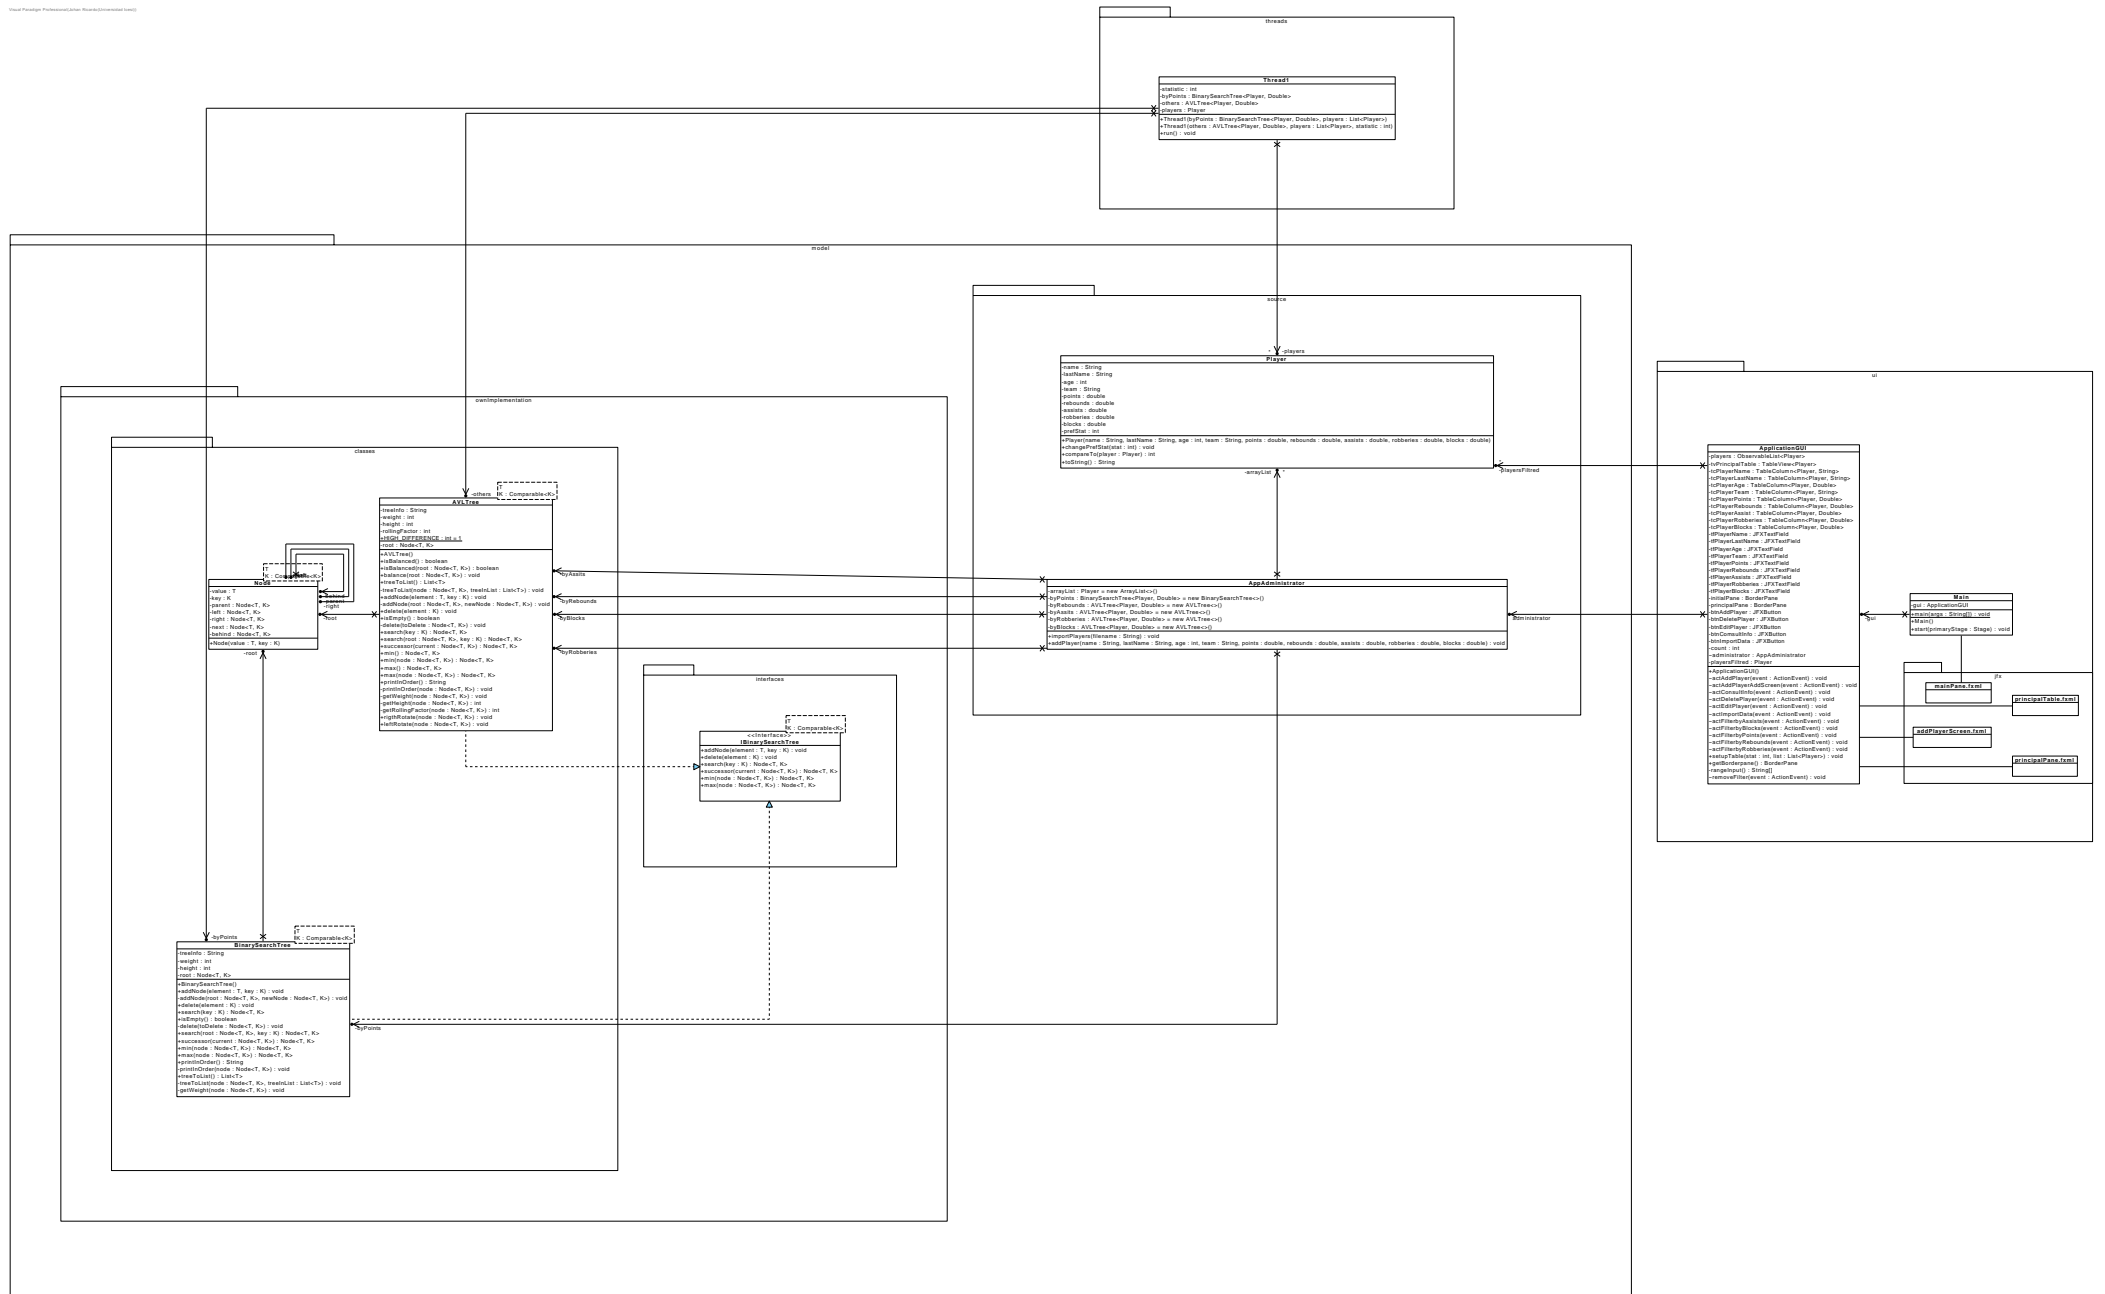 Visual Paradigm Professional(Johan Ricardo(Universidad Icesi))
threads
Thread1
-statistic : int
-byPoints : BinarySearchTree<Player, Double>
-others : AVLTree<Player, Double>
-players : Player
+Thread1(byPoints : BinarySearchTree<Player, Double>, players : List<Player>)
+Thread1(others : AVLTree<Player, Double>, players : List<Player>, statistic : int)
+run() : void
model
source
* -players
Player
-name : String
-lastName : String
-age : int
-team : String
-points : double
-rebounds : double
-assists : double
-robberies : double
-blocks : double
-prefStat : int
+Player(name : String, lastName : String, age : int, team : String, points : double, rebounds : double, assists : double, robberies : double, blocks : double)
+changePrefStat(stat : int) : void
+compareTo(player : Player) : int
+toString() : String
-arrayList *
*
-playersFiltred
ownImplementation
classes
-others
T
K : Comparable<K>
AVLTree
-treeInfo : String
-weight : int
-height : int
-rollingFactor : int
+HIGH_DIFFERENCE : int = 1
-root : Node<T, K>
+AVLTree()
+isBalanced() : boolean
+isBalanced(root : Node<T, K>) : boolean
+balance(root : Node<T, K>) : void
+treeToList() : List<T>
-treeToList(node : Node<T, K>, treeInList : List<T>) : void
+addNode(element : T, key : K) : void
-addNode(root : Node<T, K>, newNode : Node<T, K>) : void
+delete(element : K) : void
+isEmpty() : boolean
-delete(toDelete : Node<T, K>) : void
+search(key : K) : Node<T, K>
+search(root : Node<T, K>, key : K) : Node<T, K>
+successor(current : Node<T, K>) : Node<T, K>
+min() : Node<T, K>
+min(node : Node<T, K>) : Node<T, K>
+max() : Node<T, K>
+max(node : Node<T, K>) : Node<T, K>
+printInOrder() : String
-printInOrder(node : Node<T, K>) : void
-getWeight(node : Node<T, K>) : void
-getHeight(node : Node<T, K>) : int
-getRollingFactor(node : Node<T, K>) : int
+rigthRotate(node : Node<T, K>) : void
+leftRotate(node : Node<T, K>) : void
T
Node
-value : T
-key : K
-parent : Node<T, K>
-left : Node<T, K>
-right : Node<T, K>
-next : Node<T, K>
-behind : Node<T, K>
+Node(value : T, key : K)
-behind
-parent
-right
-root
-root
-byAssits
-byRebounds
-byBlocks
-byRobberies
AppAdministrator
-arrayList : Player = new ArrayList<>()
-byPoints : BinarySearchTree<Player, Double> = new BinarySearchTree<>()
-byRebounds : AVLTree<Player, Double> = new AVLTree<>()
-byAssits : AVLTree<Player, Double> = new AVLTree<>()
-byRobberies : AVLTree<Player, Double> = new AVLTree<>()
-byBlocks : AVLTree<Player, Double> = new AVLTree<>()
+importPlayers(filename : String) : void
+addPlayer(name : String, lastName : String, age : int, team : String, points : double, rebounds : double, assists : double, robberies : double, blocks : double) : void
-administrator
interfaces
T
K : Comparable<K>
<<Interface>>
IBinarySearchTree
+addNode(element : T, key : K) : void
+delete(element : K) : void
+search(key : K) : Node<T, K>
+successor(current : Node<T, K>) : Node<T, K>
+min(node : Node<T, K>) : Node<T, K>
+max(node : Node<T, K>) : Node<T, K>
-byPoints
T
K : Comparable<K>
BinarySearchTree
-treeInfo : String
-weight : int
-height : int
-root : Node<T, K>
+BinarySearchTree()
+addNode(element : T, key : K) : void
-addNode(root : Node<T, K>, newNode : Node<T, K>) : void
+delete(element : K) : void
+search(key : K) : Node<T, K>
+isEmpty() : boolean
-delete(toDelete : Node<T, K>) : void
+search(root : Node<T, K>, key : K) : Node<T, K>
+successor(current : Node<T, K>) : Node<T, K>
+min(node : Node<T, K>) : Node<T, K>
+max(node : Node<T, K>) : Node<T, K>
+printInOrder() : String
-printInOrder(node : Node<T, K>) : void
+treeToList() : List<T>
-treeToList(node : Node<T, K>, treeInList : List<T>) : void
-getWeight(node : Node<T, K>) : void
-byPoints
ui
ApplicationGUI
-players : ObservableList<Player>
-tvPrincipalTable : TableView<Player>
-tcPlayerName : TableColumn<Player, String>
-tcPlayerLastName : TableColumn<Player, String>
-tcPlayerAge : TableColumn<Player, Double>
-tcPlayerTeam : TableColumn<Player, String>
-tcPlayerPoints : TableColumn<Player, Double>
-tcPlayerRebounds : TableColumn<Player, Double>
-tcPlayerAssist : TableColumn<Player, Double>
-tcPlayerRobberies : TableColumn<Player, Double>
-tcPlayerBlocks : TableColumn<Player, Double>
-tfPlayerName : JFXTextField
-tfPlayerLastName : JFXTextField
-tfPlayerAge : JFXTextField
-tfPlayerTeam : JFXTextField
-tfPlayerPoints : JFXTextField
-tfPlayerRebounds : JFXTextField
-tfPlayerAssists : JFXTextField
-tfPlayerRobberies : JFXTextField
-tfPlayerBlocks : JFXTextField
-initialPane : BorderPane
-principalPane : BorderPane
-btnAddPlayer : JFXButton
-btnDeletePlayer : JFXButton
-btnEditPlayer : JFXButton
-btnComsultInfo : JFXButton
-btnImportData : JFXButton
-count : int
-administrator : AppAdministrator
-playersFiltred : Player
+ApplicationGUI()
~actAddPlayer(event : ActionEvent) : void
~actAddPlayerAddScreen(event : ActionEvent) : void
~actConsultInfo(event : ActionEvent) : void
~actDeletePlayer(event : ActionEvent) : void
~actEditPlayer(event : ActionEvent) : void
~actImportData(event : ActionEvent) : void
~actFilterbyAssists(event : ActionEvent) : void
~actFilterbyBlocks(event : ActionEvent) : void
~actFilterbyPoints(event : ActionEvent) : void
~actFilterbyRebounds(event : ActionEvent) : void
~actFilterbyRobberies(event : ActionEvent) : void
+setupTable(stat : int, list : List<Player>) : void
+getBorderpane() : BorderPane
-rangeInput() : String[]
~removeFilter(event : ActionEvent) : void
-gui
Main
-gui : ApplicationGUI
+main(args : String[]) : void
+Main()
+start(primaryStage : Stage) : void
jfx
mainPane.fxml
principalTable.fxml
addPlayerScreen.fxml
principalPane.fxml